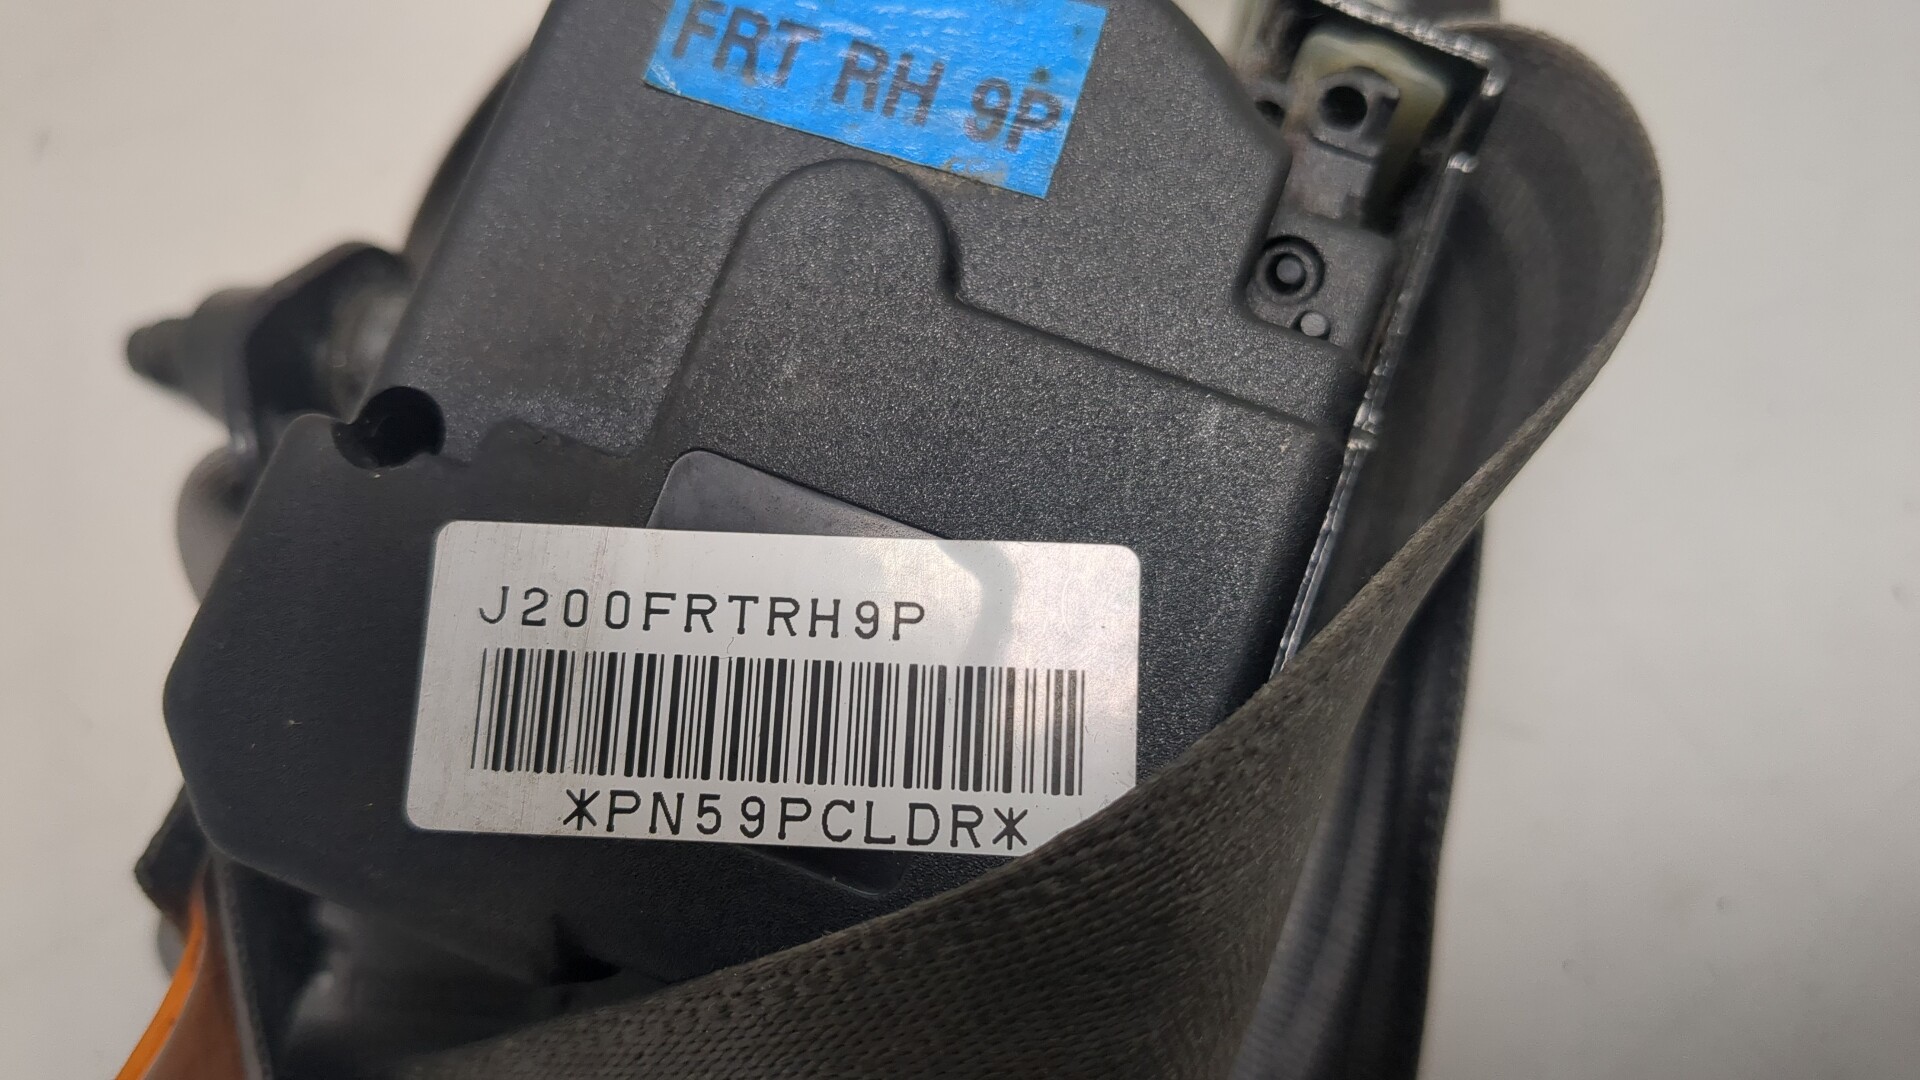 FRT RH 9P
J200FRTRH9P
*PN59PCLDR*